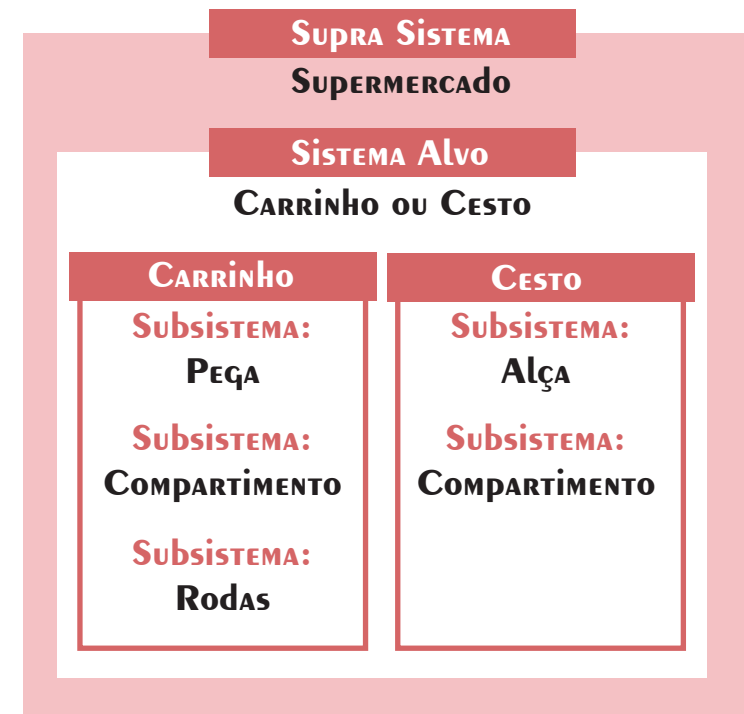 Supra Sistema
Supermercado
Sistema Alvo
Carrinho ou Cesto
Carrinho
Subsistema:
Pega
Subsistema:
Compartimento
Subsistema:
Rodas
Cesto
Subsistema:
Alça
Subsistema:
Compartimento